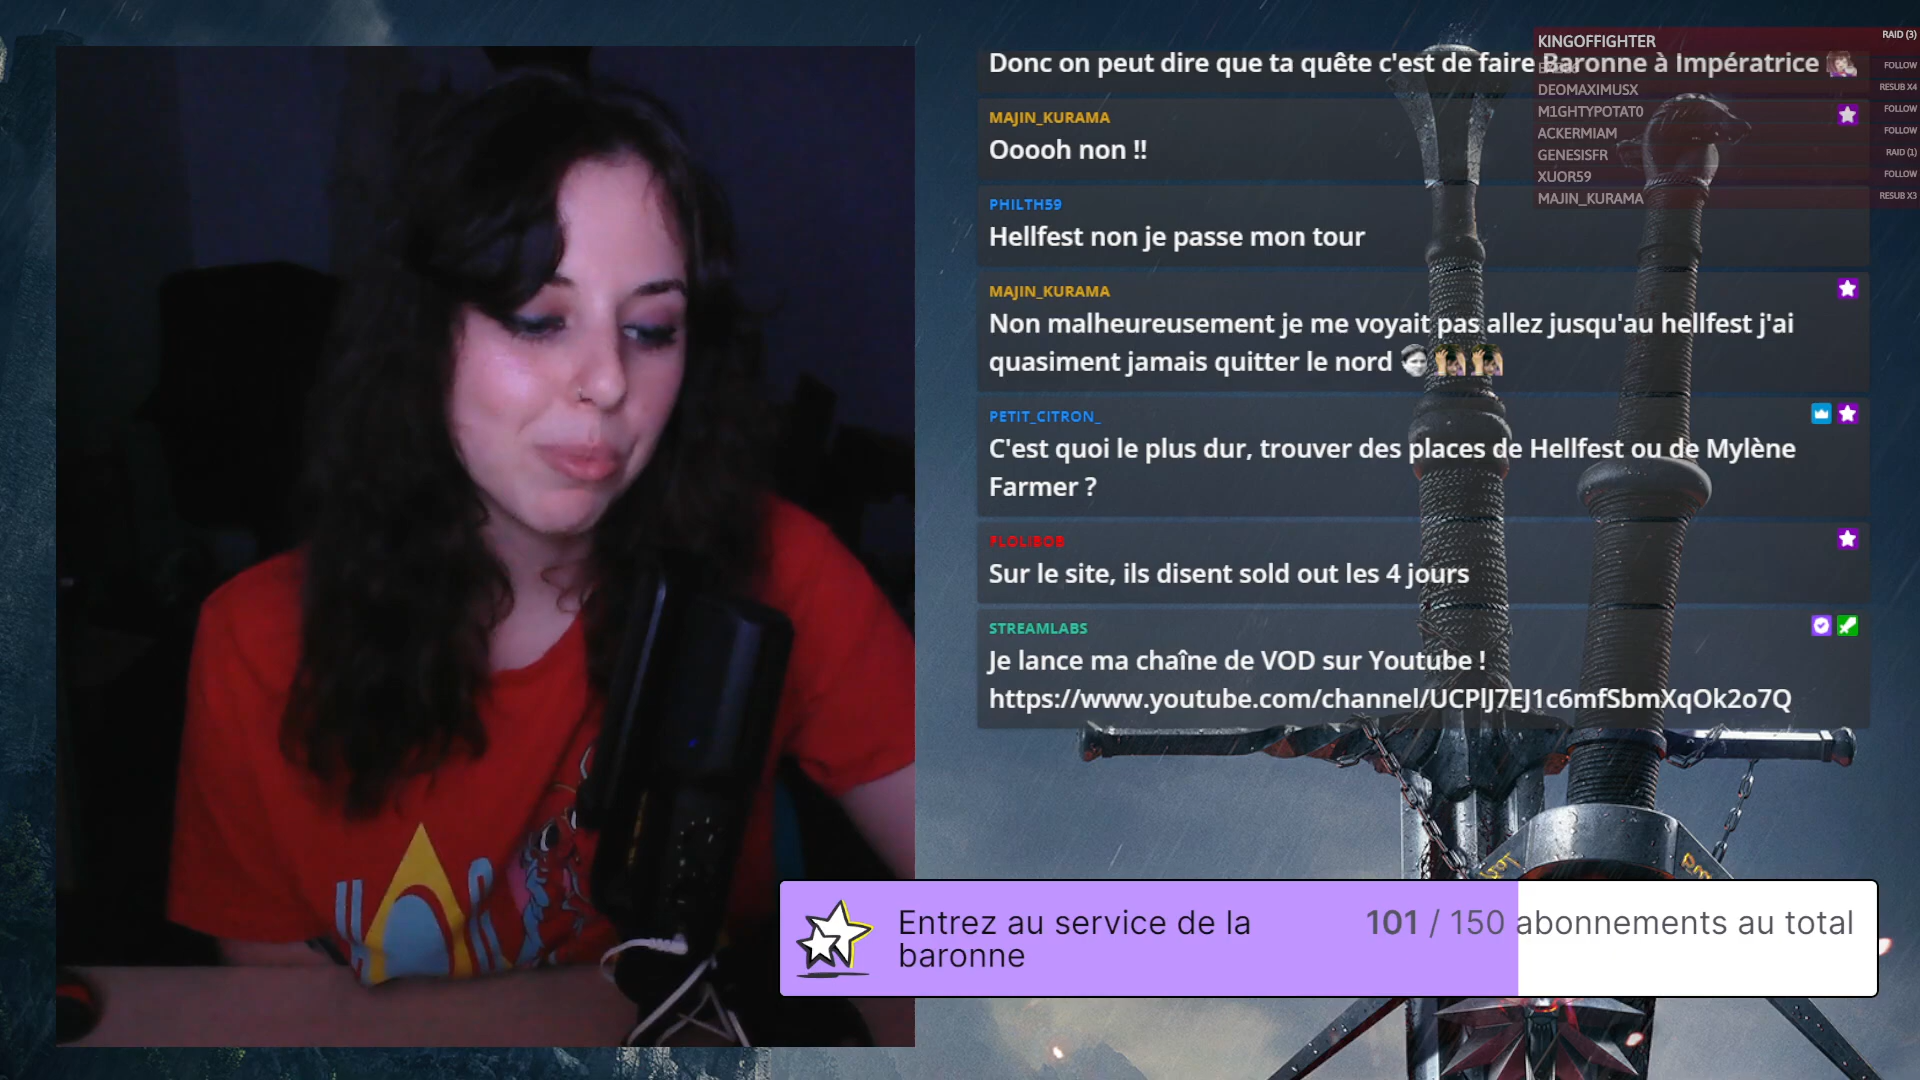 Donc on peut dire que ta quête c'est de faire Baronne à Impératrice
MAJIN_KURAMA
Ooooh non !!
PHILTH59
Hellfest non je passe mon tour
MAJIN_KURAMA
Non malheureusement je me voyait pas allez jusqu'au hellfest j'ai
quasiment jamais quitter le nord
PETIT_CITRON_
C'est quoi le plus dur, trouver des places de Hellfest ou de Mylène
Farmer ?
FLOLIBOB
Sur le site, ils disent sold out les 4 jours
STREAMLABS
Je lance ma chaîne de VOD sur Youtube !
https://www.youtube.com/channel/UCPlJ7EJ1c6mfSbmXqOk2o7Q
KINGOFFIGHTER RAID (3)
FOLLOW
DEOMAXIMUSX RESUB X4
M1GHTYPOTAT0 FOLLOW
ACKERMIAM FOLLOW
GENESISFR RAID (1)
XUOR59 FOLLOW
MAJIN_KURAMA RESUB X3
Entrez au service de la
baronne
101 / 150 abonnements au total